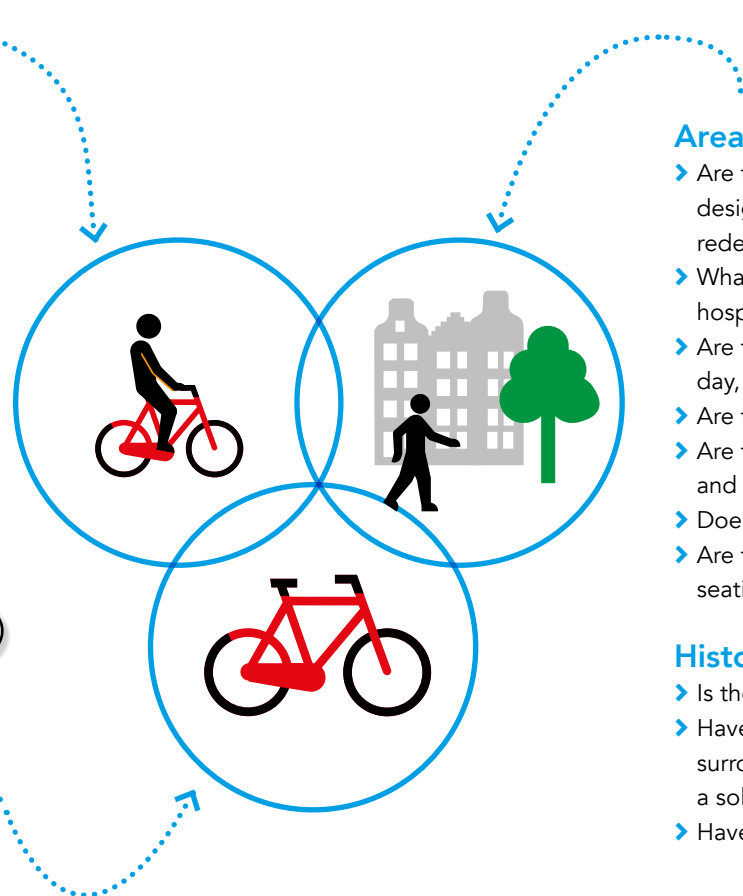 Area
Are
desig
rede
Wha
hosp
Are
day,
Are
Are
and
Doe
Are
seati
Histo
Is the
Have
surro
a sol
Have